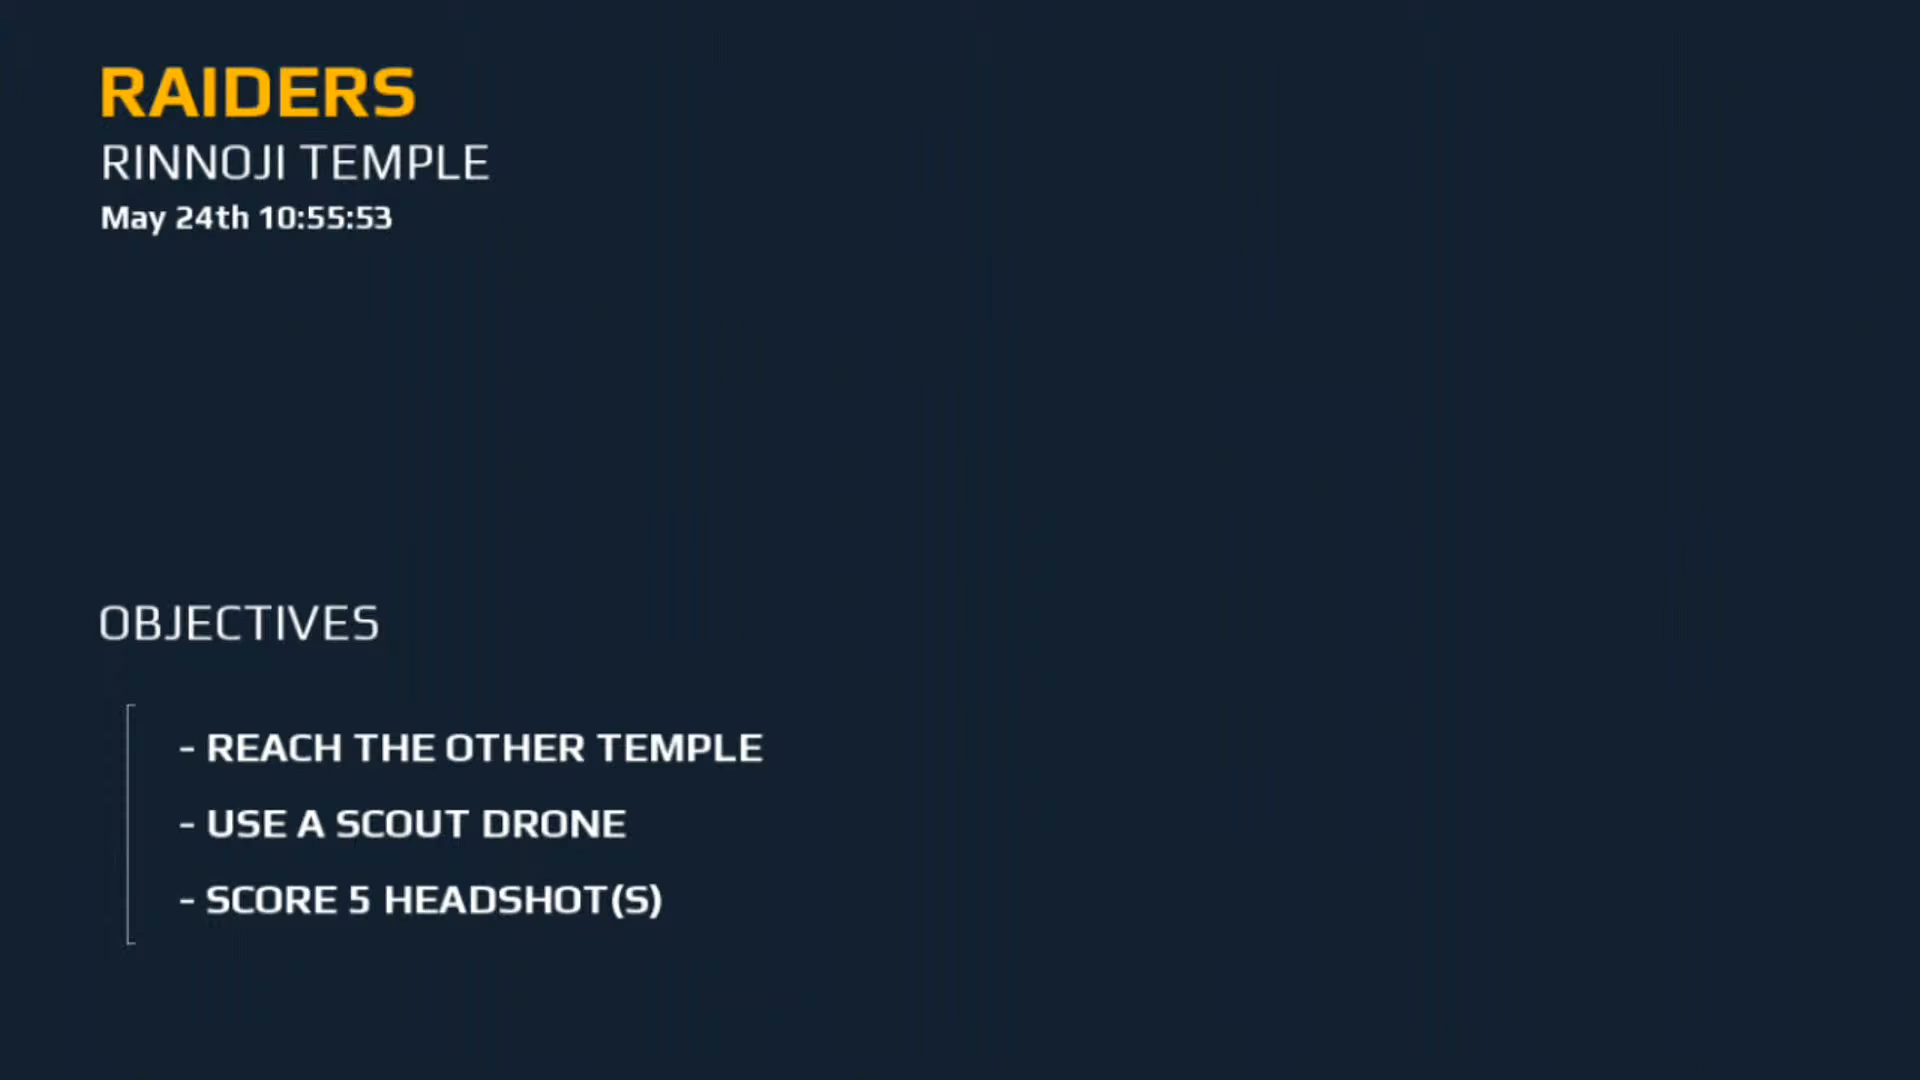 RAIDERS
RINNOJI TEMPLE
May 24th 10:55:53
OBJECTIVES
- REACH THE OTHER TEMPLE
- USE A SCOUT DRONE
- SCORE 5 HEADSHOT(S)